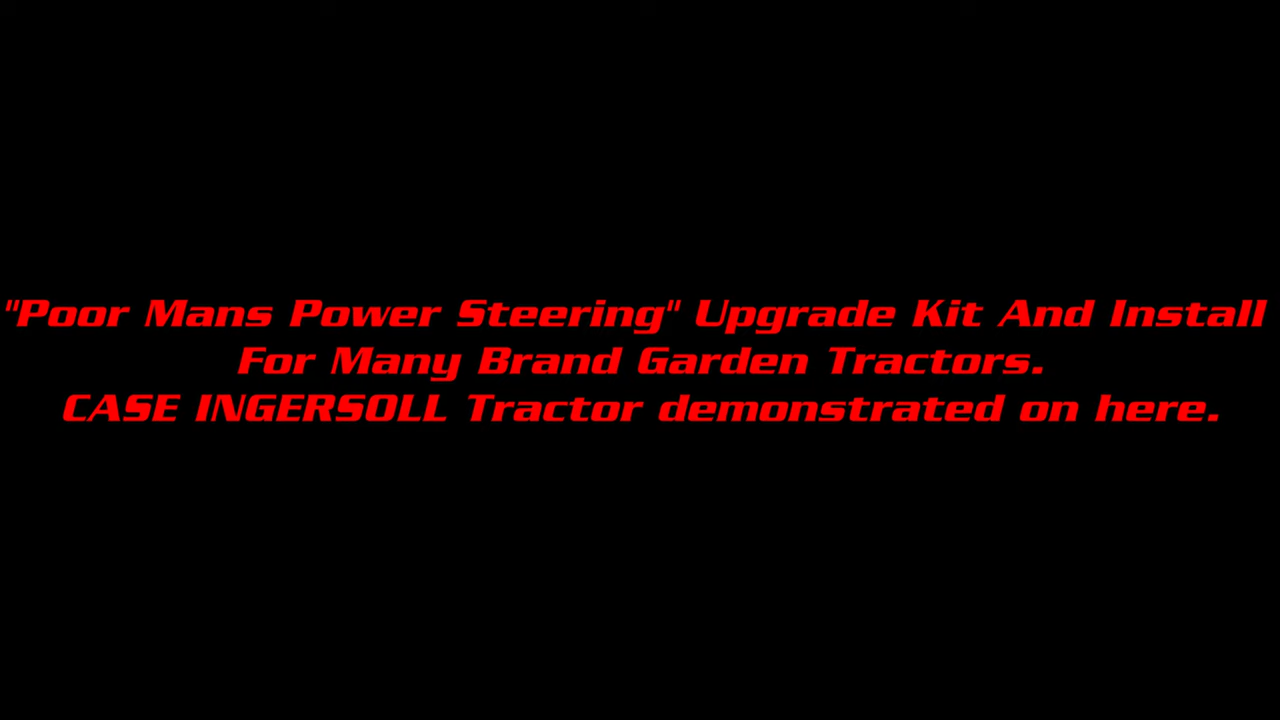 "Poor Mans Power Steering" Upgrade Kit And Install
For Many Brand Garden Tractors.
CASE INGERSOLL Tractor demonstrated on here.